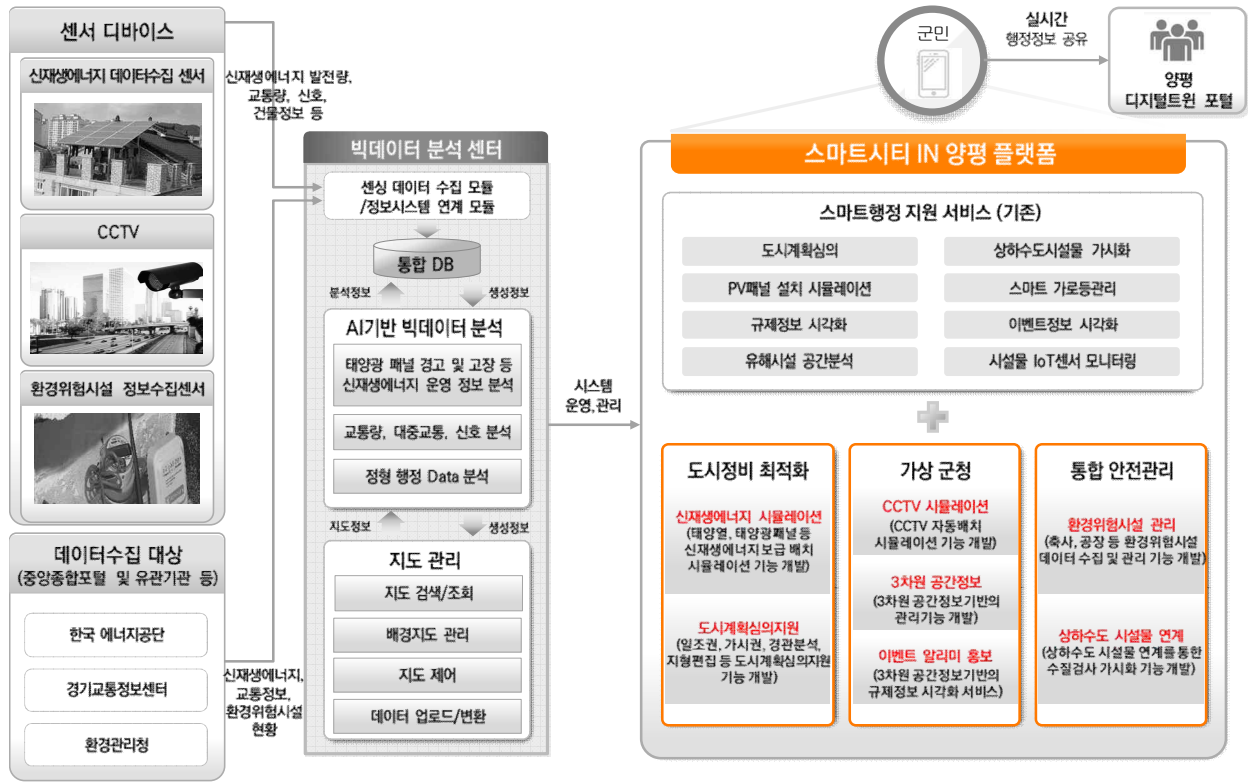 센서 디바이스
신재생에너지 데이터수집 센서
CCTV
환경위험시설 정보수집센서
데이터수집 대상
(중앙종합포털 및 유관기관 등)
한국 에너지공단
경기교통정보센터
환경관리청
신재생에너지 발전량,
교통량, 신호,
건물정보 등
신재생에너지,
교통정보,
환경위험시설
현황
빅데이터 분석 센터
센싱 데이터 수집 모듈
/정보시스템 연계 모듈
통합 DB
분석정보
생성정보
AI기반 빅데이터 분석
태양광 패널 경고 및 고장 등
신재생에너지 운영 정보 분석
교통량, 대중교통, 신호 분석
정형 행정 Data 분석
지도정보
생성정보
지도 관리
지도 검색/조회
배경지도 관리
지도 제어
데이터 업로드/변환
시스템
운영,관리
군민
실시간
행정정보 공유
양평
디지털트윈 포털
스마트시티 IN 양평 플랫폼
스마트행정 지원 서비스 (기존)
도시계획심의
상하수도시설물 가시화
PV패널 설치 시뮬레이션
스마트 가로등관리
규제정보 시각화
이벤트정보 시각화
유해시설 공간분석
시설물 IoT센서 모니터링
도시정비 최적화
신재생에너지 시뮬레이션
(태양열, 태양광패널 등
신재생에너지 보급 배치
시뮬레이션 기능 개발)
도시계획심의지원
(일조권, 가시권, 경관분석,
지형편집 등 도시계획심의지원
기능 개발)
가상 군청
CCTV 시뮬레이션
(CCTV 자동배치
시뮬레이션 기능 개발)
3차원 공간정보
(3차원 공간정보기반의
관리기능 개발)
이벤트 알리미 홍보
(3차원 공간정보기반의
규제정보 시각화 서비스)
통합 안전관리
환경위험시설 관리
(축사, 공장 등 환경위험시설
데이터 수집 및 관리 기능 개발)
상하수도 시설물 연계
(상하수도 시설물 연계를 통한
수질검사 가시화 기능 개발)